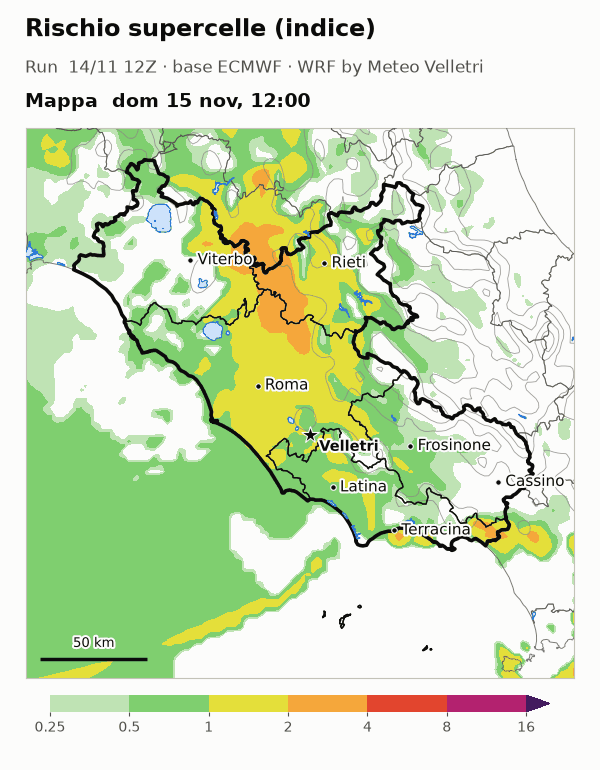 Rischio supercelle (indice)
Run  14/11 12Z · base ECMWF · WRF by Meteo Velletri
Mappa  dom 15 nov, 12:00
Viterbo
Rieti
Roma
Velletri
Frosinone
Cassino
Latina
Terracina
50 km
0.25 0.5 1 2 4 8 16